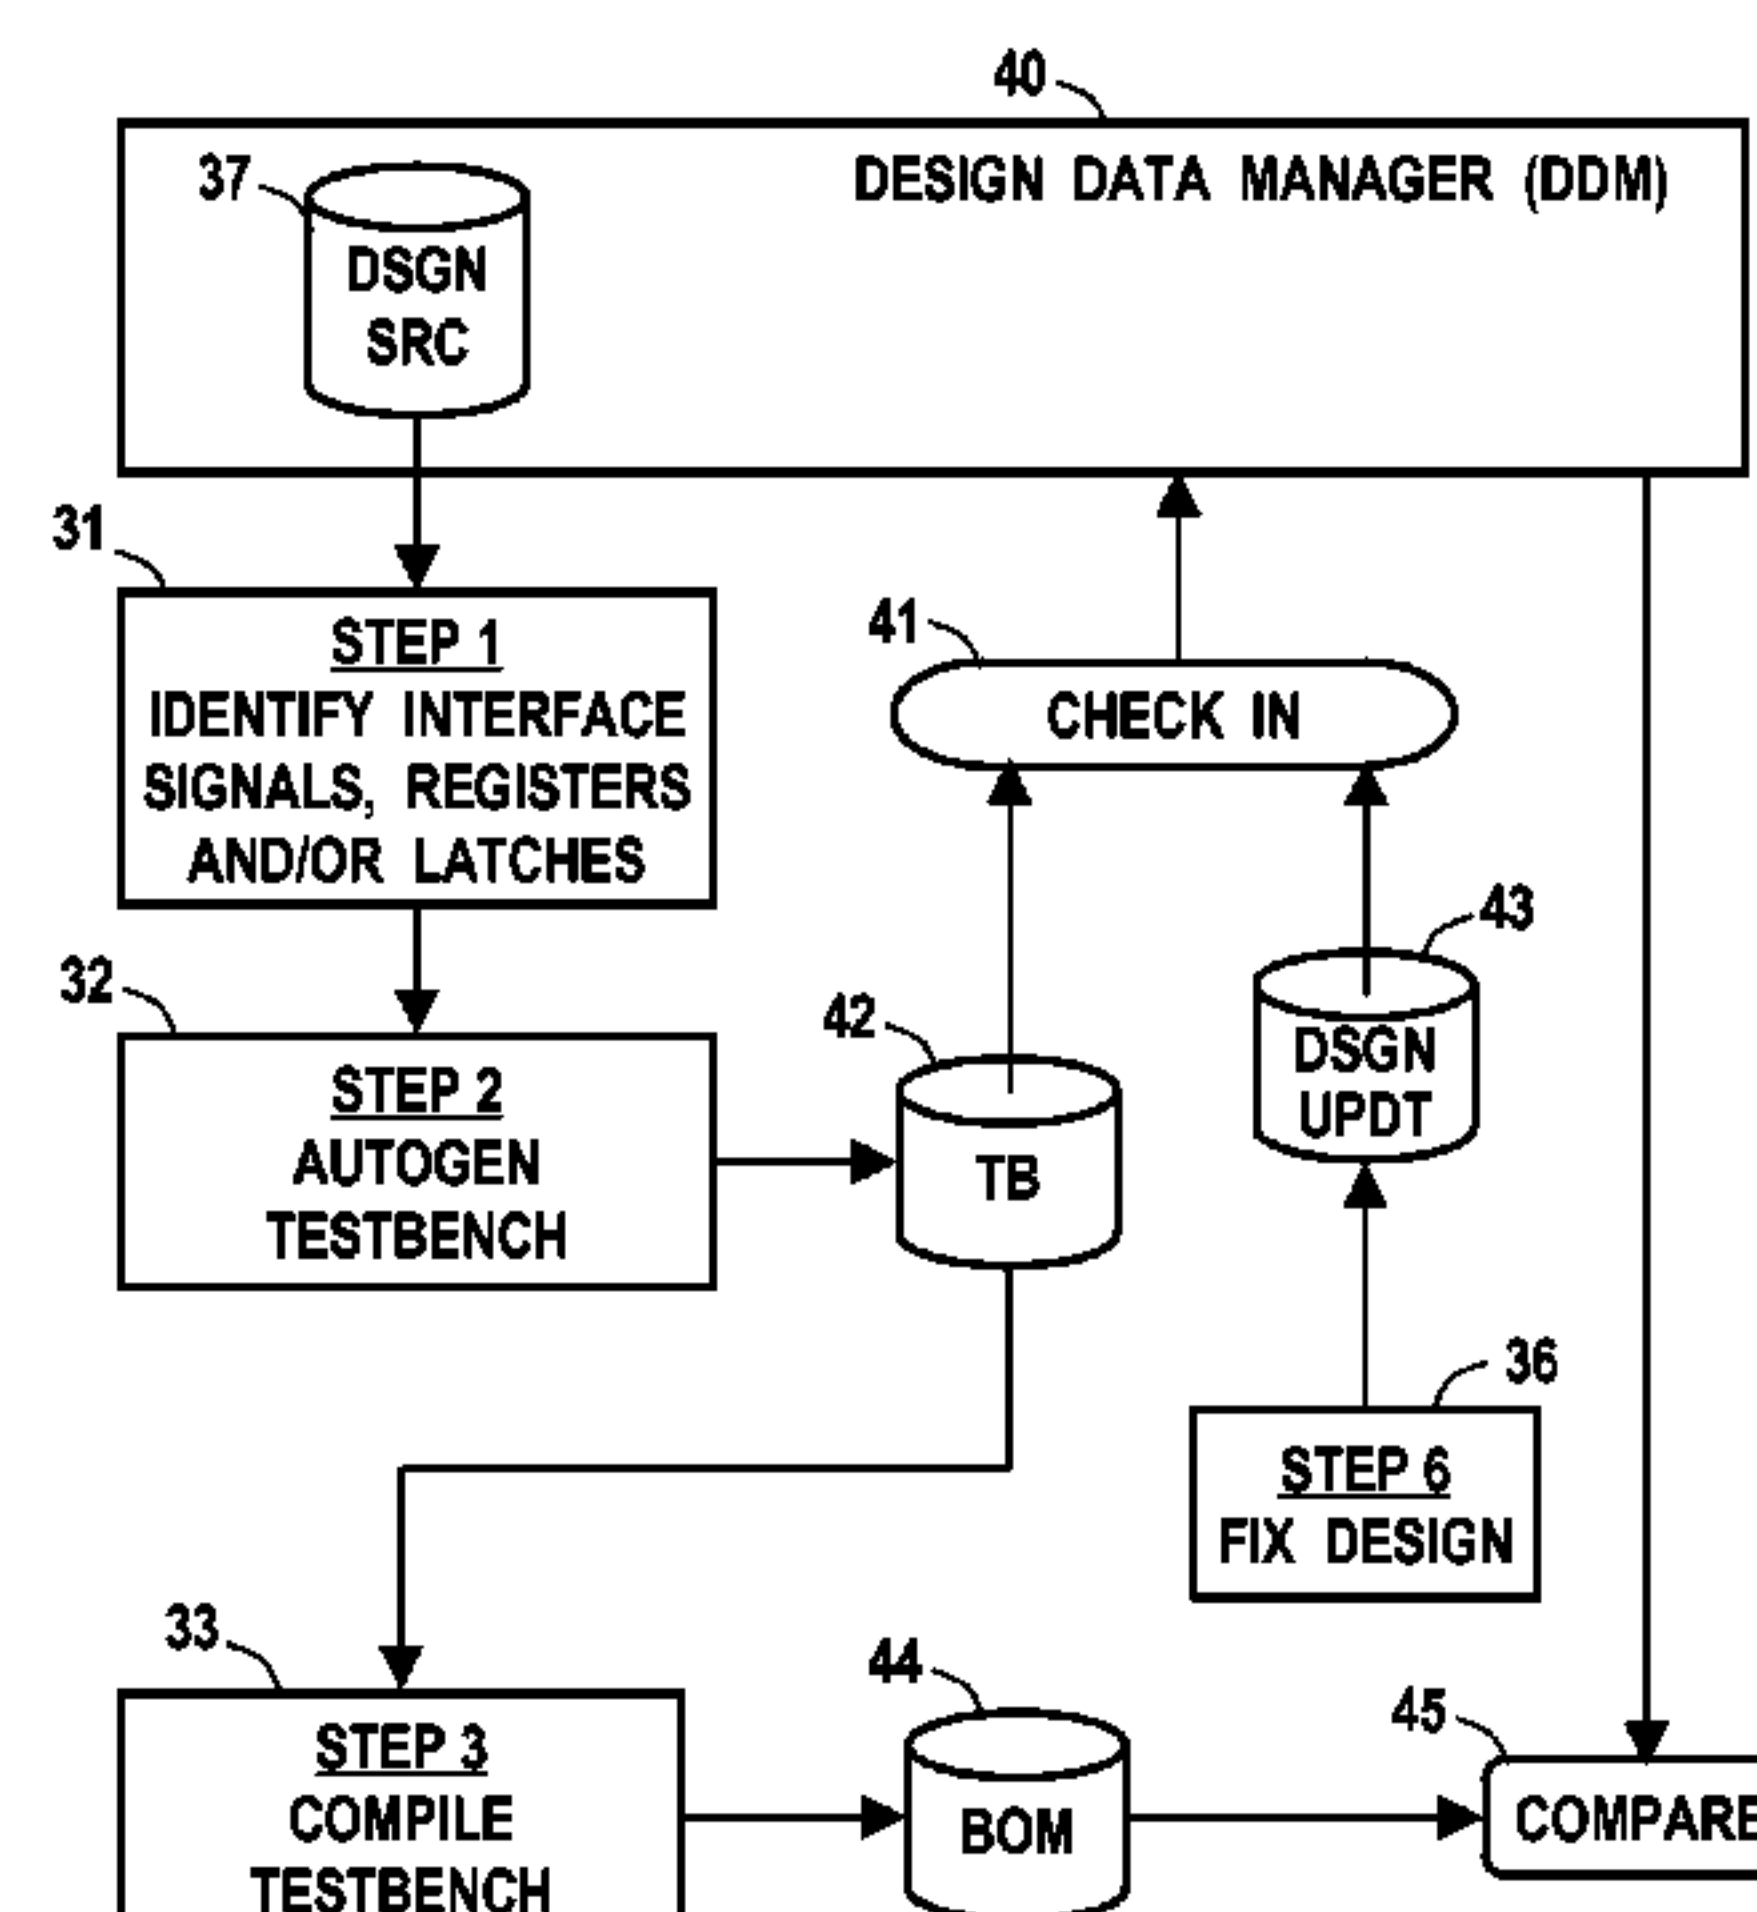 40
DESIGN DATA MANAGER (DDM)
37
DSGN
SRC
31
STEP 1
IDENTIFY INTERFACE
SIGNALS, REGISTERS
AND/OR LATCHES
41
CHECK IN
43
DSGN
UPDT
32
STEP 2
AUTOGEN
TESTBENCH
42
TB
36
STEP 6
FIX DESIGN
33
STEP 3
COMPILE
TESTBENCH
44
BOM
45
COMPARE